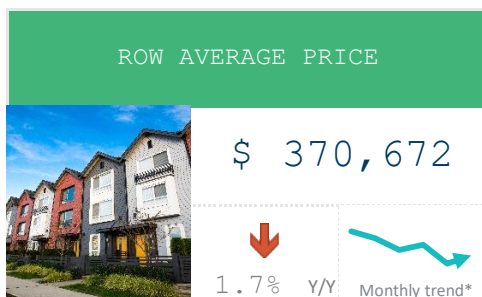 ROW AVERAGE PRICE
$ 370,672
1.7% Y/Y
Monthly trend*